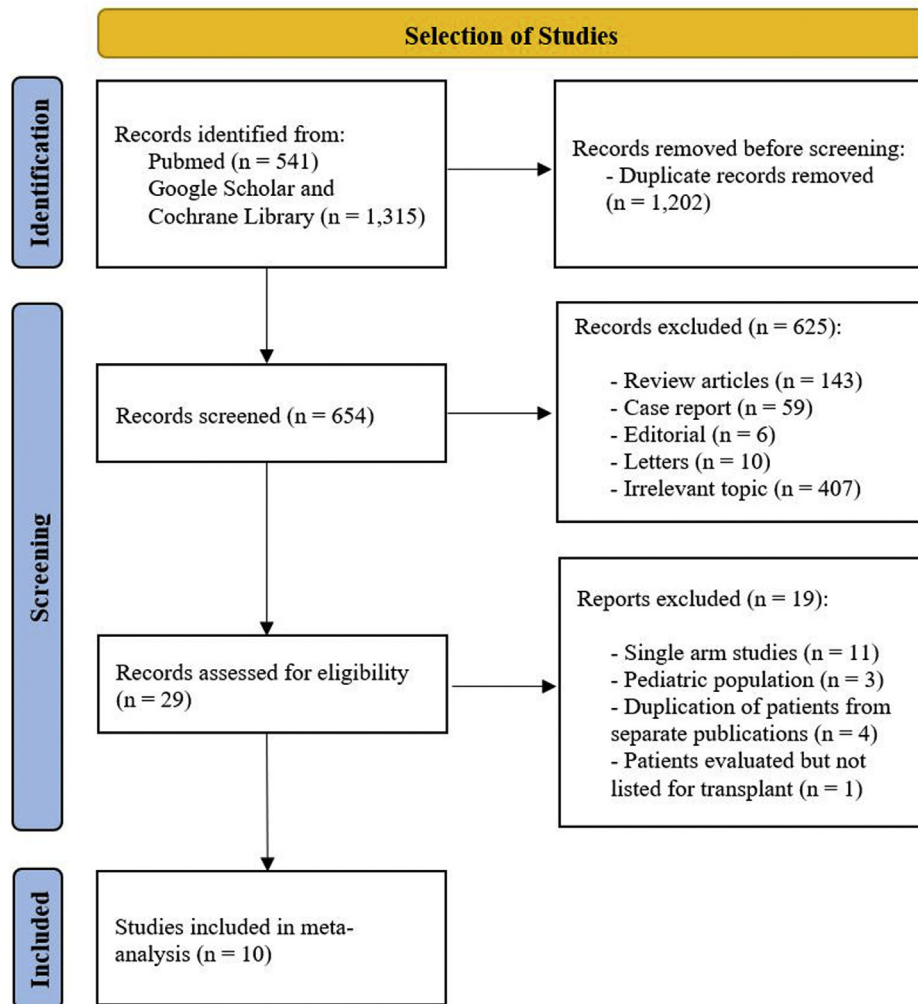 Selection of Studies
Identification
Records identified from:
Pubmed (n = 541)
Google Scholar and
Cochrane Library (n = 1,315)
Records removed before screening:
- Duplicate records removed
(n = 1,202)
Screening
Records screened (n = 654)
Records excluded (n = 625):
- Review articles (n = 143)
- Case report (n = 59)
- Editorial (n = 6)
- Letters (n = 10)
- Irrelevant topic (n = 407)
Records assessed for eligibility
(n = 29)
Reports excluded (n = 19):
- Single arm studies (n = 11)
- Pediatric population (n = 3)
- Duplication of patients from
separate publications (n = 4)
- Patients evaluated but not
listed for transplant (n = 1)
Included
Studies included in meta-
analysis (n = 10)